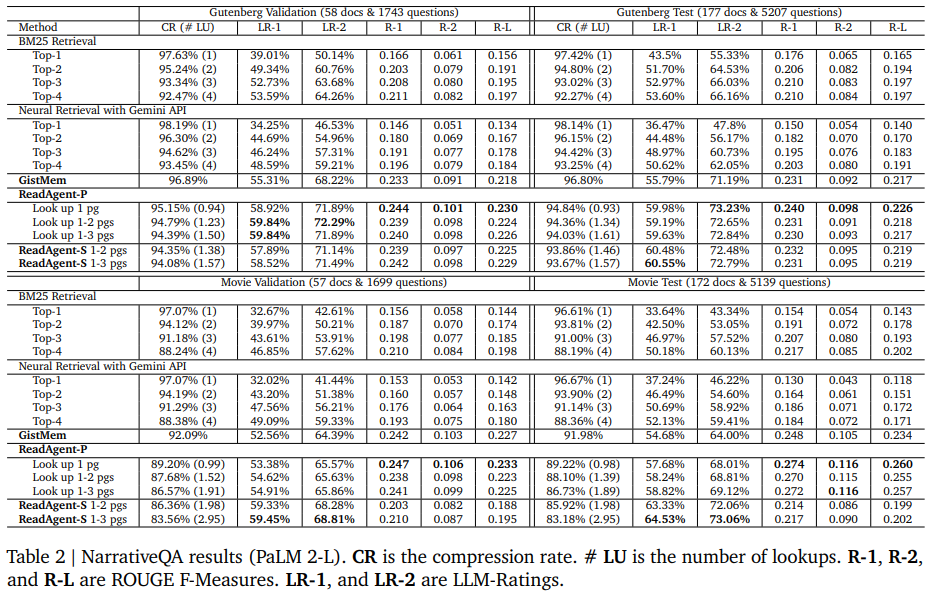 Gutenberg Validation (58 docs & 1743 questions) Gutenberg Test (177 docs & 5207 questions)
Method CR (# LU) LR-1 LR-2 R-1 R-2 R-L CR (# LU) LR-1 LR-2 R-1 R-2 R-L
BM25 Retrieval
Top-1 97.63% (1) 39.01% 50.14% 0.166 0.061 0.156 97.42% (1) 43.5% 55.33% 0.176 0.065 0.165
Top-2 95.24% (2) 49.34% 60.76% 0.203 0.079 0.191 94.80% (2) 51.70% 64.53% 0.206 0.082 0.194
Top-3 93.34% (3) 52.73% 63.68% 0.208 0.080 0.195 93.02% (3) 52.97% 66.03% 0.210 0.083 0.197
Top-4 92.47% (4) 53.59% 64.26% 0.211 0.082 0.197 92.27% (4) 53.60% 66.16% 0.210 0.084 0.197
Neural Retrieval with Gemini API
Top-1 98.19% (1) 34.25% 46.53% 0.146 0.051 0.134 98.14% (1) 36.47% 47.8% 0.150 0.054 0.140
Top-2 96.30% (2) 44.69% 54.96% 0.180 0.069 0.167 96.15% (2) 44.48% 56.17% 0.182 0.070 0.170
Top-3 94.62% (3) 46.24% 57.31% 0.191 0.077 0.178 94.42% (3) 48.97% 60.73% 0.195 0.076 0.183
Top-4 93.45% (4) 48.59% 59.21% 0.196 0.079 0.184 93.25% (4) 50.62% 62.05% 0.203 0.080 0.191
GistMem 96.89% 55.31% 68.22% 0.233 0.091 0.218 96.80% 55.79% 71.19% 0.231 0.092 0.217
ReadAgent-P
Look up 1 pg 95.15% (0.94) 58.92% 71.89% 0.244 0.101 0.230 94.84% (0.93) 59.98% 73.23% 0.240 0.098 0.226
Look up 1-2 pgs 94.79% (1.23) 59.84% 72.29% 0.239 0.098 0.224 94.36% (1.34) 59.19% 72.65% 0.231 0.091 0.218
Look up 1-3 pgs 94.39% (1.50) 59.84% 71.89% 0.240 0.098 0.226 94.03% (1.61) 59.63% 72.84% 0.230 0.093 0.217
ReadAgent-S 1-2 pgs 94.35% (1.38) 57.89% 71.14% 0.239 0.097 0.225 93.86% (1.46) 60.48% 72.48% 0.232 0.095 0.219
ReadAgent-S 1-3 pgs 94.08% (1.57) 58.52% 71.49% 0.242 0.098 0.229 93.67% (1.57) 60.55% 72.79% 0.231 0.095 0.219
Movie Validation (57 docs & 1699 questions) Movie Test (172 docs & 5139 questions)
BM25 Retrieval
Top-1 97.07% (1) 32.67% 42.61% 0.156 0.058 0.144 96.61% (1) 33.64% 43.34% 0.154 0.054 0.143
Top-2 94.12% (2) 39.97% 50.21% 0.187 0.070 0.174 93.81% (2) 42.50% 53.05% 0.191 0.072 0.178
Top-3 91.18% (3) 43.61% 53.91% 0.198 0.077 0.185 91.00% (3) 46.97% 57.52% 0.207 0.080 0.193
Top-4 88.24% (4) 46.85% 57.62% 0.210 0.084 0.198 88.19% (4) 50.18% 60.13% 0.217 0.085 0.202
Neural Retrieval with Gemini API
Top-1 97.07% (1) 32.02% 41.44% 0.153 0.053 0.142 96.67% (1) 37.24% 46.22% 0.130 0.043 0.118
Top-2 94.19% (2) 43.20% 51.38% 0.160 0.057 0.148 93.90% (2) 46.49% 54.60% 0.164 0.061 0.151
Top-3 91.29% (3) 47.56% 56.21% 0.176 0.064 0.163 91.14% (3) 50.69% 58.92% 0.186 0.071 0.172
Top-4 88.38% (4) 49.09% 59.33% 0.193 0.075 0.180 88.36% (4) 52.13% 59.41% 0.184 0.072 0.171
GistMem 92.09% 52.56% 64.39% 0.242 0.103 0.227 91.98% 54.68% 64.00% 0.248 0.105 0.234
ReadAgent-P
Look up 1 pg 89.20% (0.99) 53.38% 65.57% 0.247 0.106 0.233 89.22% (0.98) 57.68% 68.01% 0.274 0.116 0.260
Look up 1-2 pgs 87.68% (1.52) 54.62% 65.63% 0.238 0.098 0.223 88.10% (1.39) 58.24% 68.81% 0.270 0.115 0.255
Look up 1-3 pgs 86.57% (1.91) 54.91% 65.86% 0.241 0.099 0.225 86.73% (1.89) 58.82% 69.12% 0.272 0.116 0.257
ReadAgent-S 1-2 pgs 86.36% (1.98) 59.33% 68.28% 0.203 0.082 0.188 85.92% (1.98) 63.33% 72.06% 0.214 0.086 0.199
ReadAgent-S 1-3 pgs 83.56% (2.95) 59.45% 68.81% 0.210 0.087 0.195 83.18% (2.95) 64.53% 73.06% 0.217 0.090 0.202
Table 2 | NarrativeQA results (PaLM 2-L). CR is the compression rate. # LU is the number of lookups. R-1, R-2,
and R-L are ROUGE F-Measures. LR-1, and LR-2 are LLM-Ratings.